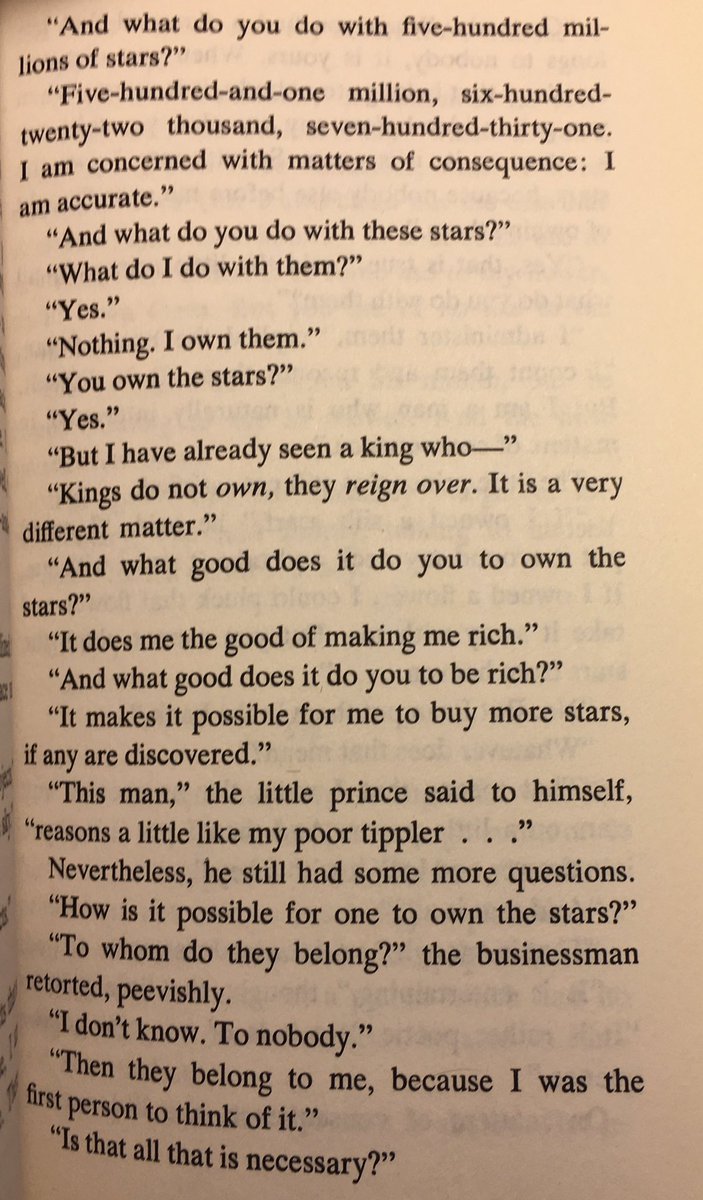 “And what do you do with five-hundred mil-
lions of stars?”
“Five-hundred-and-one million, six-hundred-
twenty-two thousand, seven-hundred-thirty-one.
I am concerned with matters of consequence: I
am accurate.”
“And what do you do with these stars?”
“What do I do with them?”
“Yes.”
“Nothing. I own them.”
“You own the stars?”
“Yes.”
“But I have already seen a king who—”
“Kings do not own, they reign over. It is a very
different matter.”
“And what good does it do you to own the
stars?”
“It does me the good of making me rich.”
“And what good does it do you to be rich?”
“It makes it possible for me to buy more stars,
if any are discovered.”
“This man,” the little prince said to himself,
“reasons a little like my poor tippler . . .”
Nevertheless, he still had some more questions.
“How is it possible for one to own the stars?”
“To whom do they belong?” the businessman
retorted, peevishly.
“I don’t know. To nobody.”
“Then they belong to me, because I was the
first person to think of it.”
“Is that all that is necessary?”